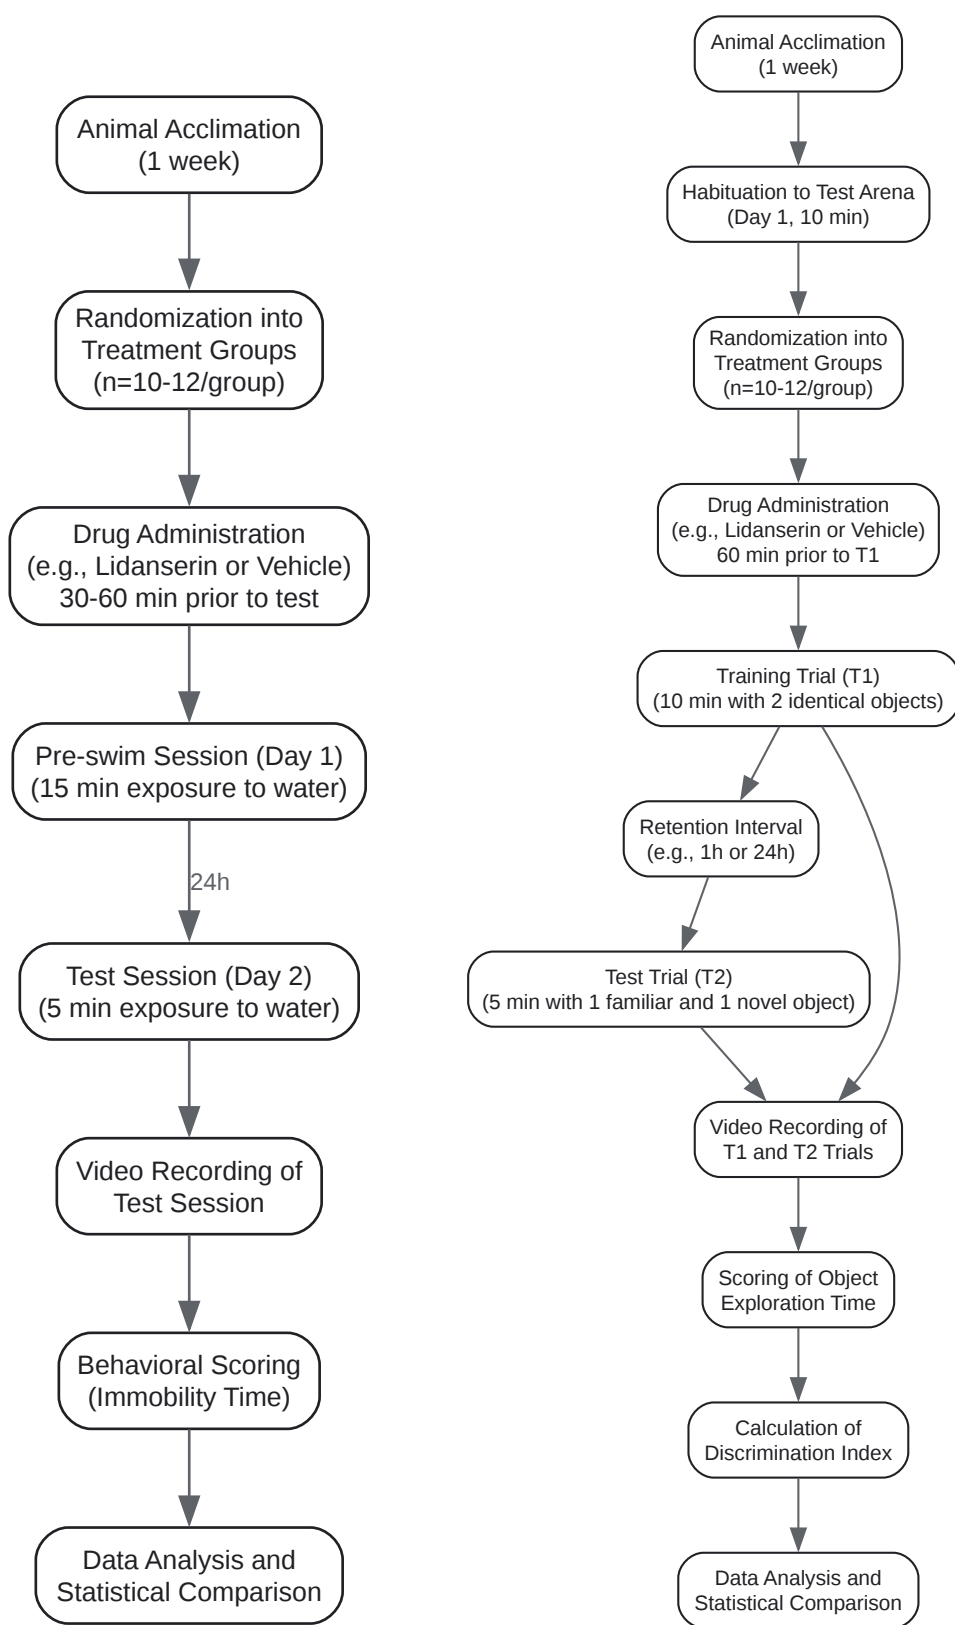 Animal Acclimation
(1 week)
Randomization into
Treatment Groups
(n=10-12/group)
Drug Administration
(e.g., Lidanserin or Vehicle)
30-60 min prior to test
Pre-swim Session (Day 1)
(15 min exposure to water)
24h
Test Session (Day 2)
(5 min exposure to water)
Video Recording of
Test Session
Behavioral Scoring
(Immobility Time)
Data Analysis and
Statistical Comparison
Animal Acclimation
(1 week)
Habituation to Test Arena
(Day 1, 10 min)
Randomization into
Treatment Groups
(n=10-12/group)
Drug Administration
(e.g., Lidanserin or Vehicle)
60 min prior to T1
Training Trial (T1)
(10 min with 2 identical objects)
Retention Interval
(e.g., 1h or 24h)
Test Trial (T2)
(5 min with 1 familiar and 1 novel object)
Video Recording of
T1 and T2 Trials
Scoring of Object
Exploration Time
Calculation of
Discrimination Index
Data Analysis and
Statistical Comparison